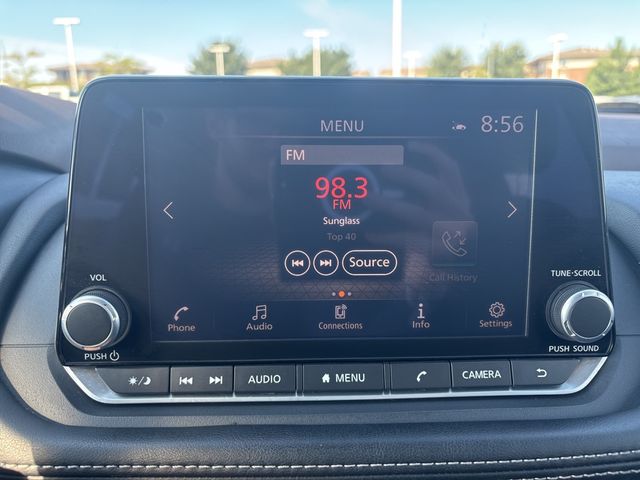 MENU
8:56
FM
98.3
FM
Sunglass
Top 40
Source
Call History
Phone
Audio
Connections
Info
Settings
VOL
PUSH
TUNE·SCROLL
PUSH SOUND
AUDIO
MENU
CAMERA